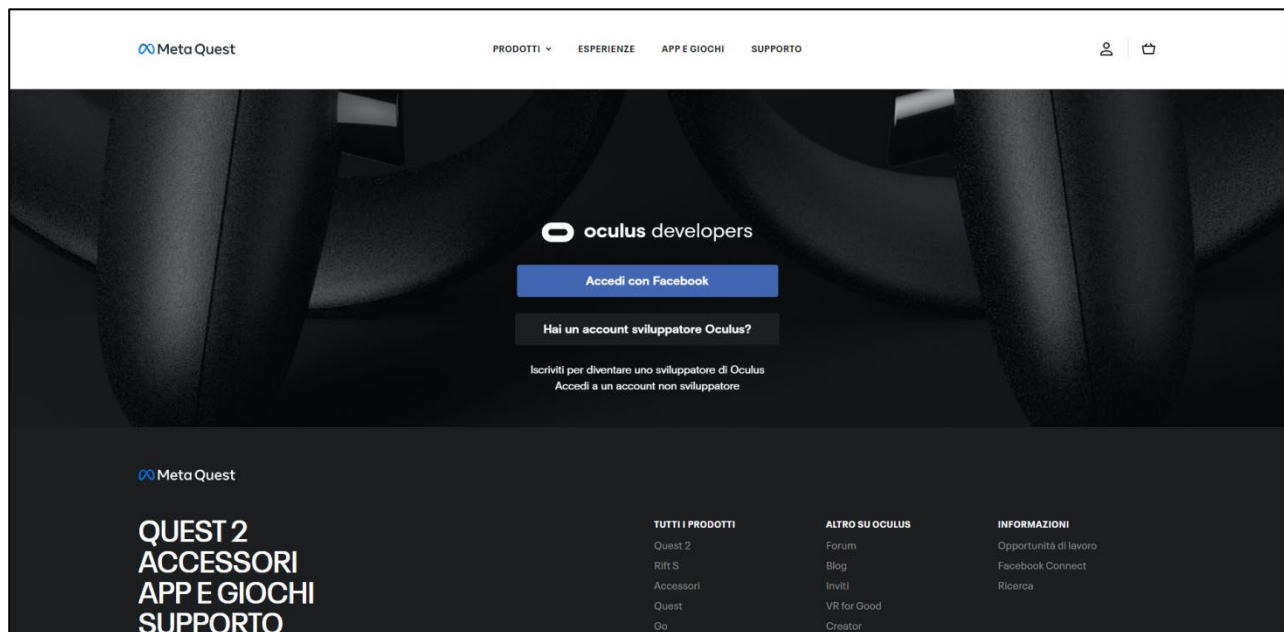 Meta Quest
PRODOTTI ESPERIENZE APP E GIOCHI SUPPORTO
oculus developers
Accedi con Facebook
Hai un account sviluppatore Oculus?
Iscriviti per diventare uno sviluppatore di Oculus
Accedi a un account non sviluppatore
Meta Quest
QUEST 2
ACCESSORI
APP E GIOCHI
SUPPORTO
TUTTI I PRODOTTI
Quest 2
Rift S
Accessori
Quest
Go
ALTRO SU OCULUS
Forum
Blog
Inviti
VR for Good
Creator
INFORMAZIONI
Opportunità di lavoro
Facebook Connect
Ricerca